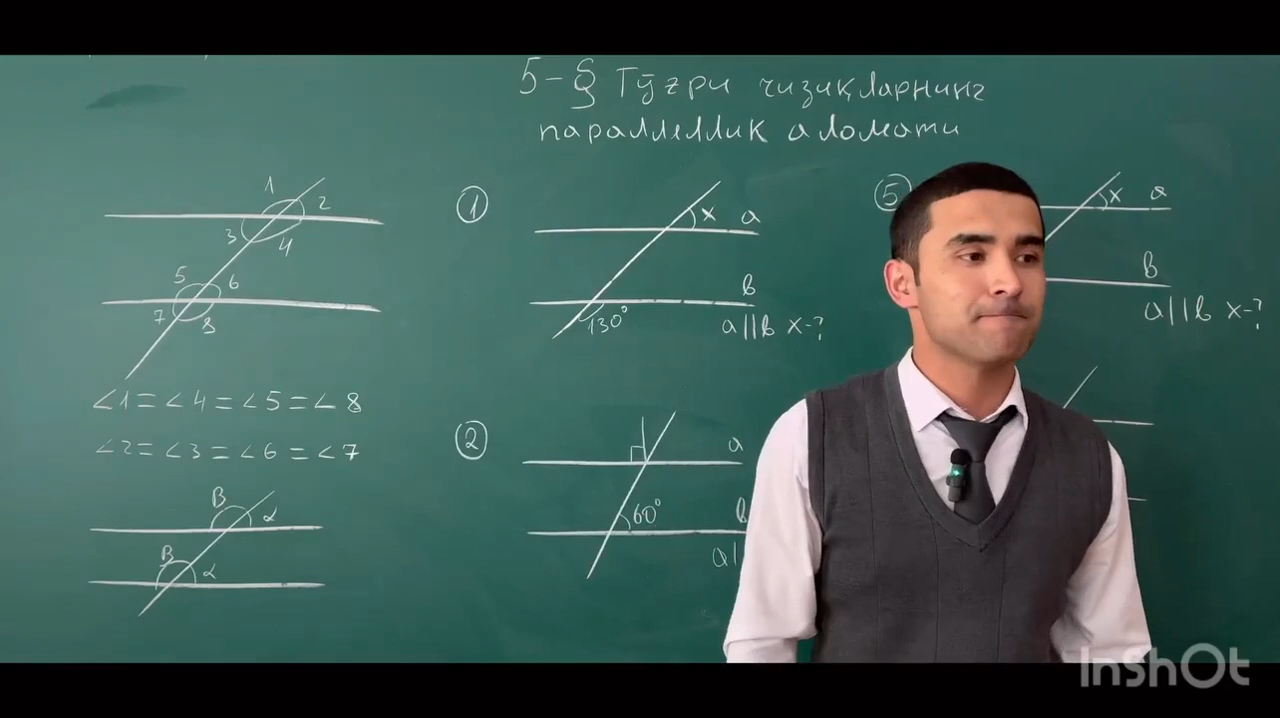 5-§ Тўғри чизиқларнинг
параллеллик аломати
1
2
3
4
5
6
7
8
∠1=∠4=∠5=∠8
∠2=∠3=∠6=∠7
B
α
B
α
①
x
a
b
130°
a||b x-?
②
a
60°
b
a|
⑤
x
a
b
a||b x-?
InShOt